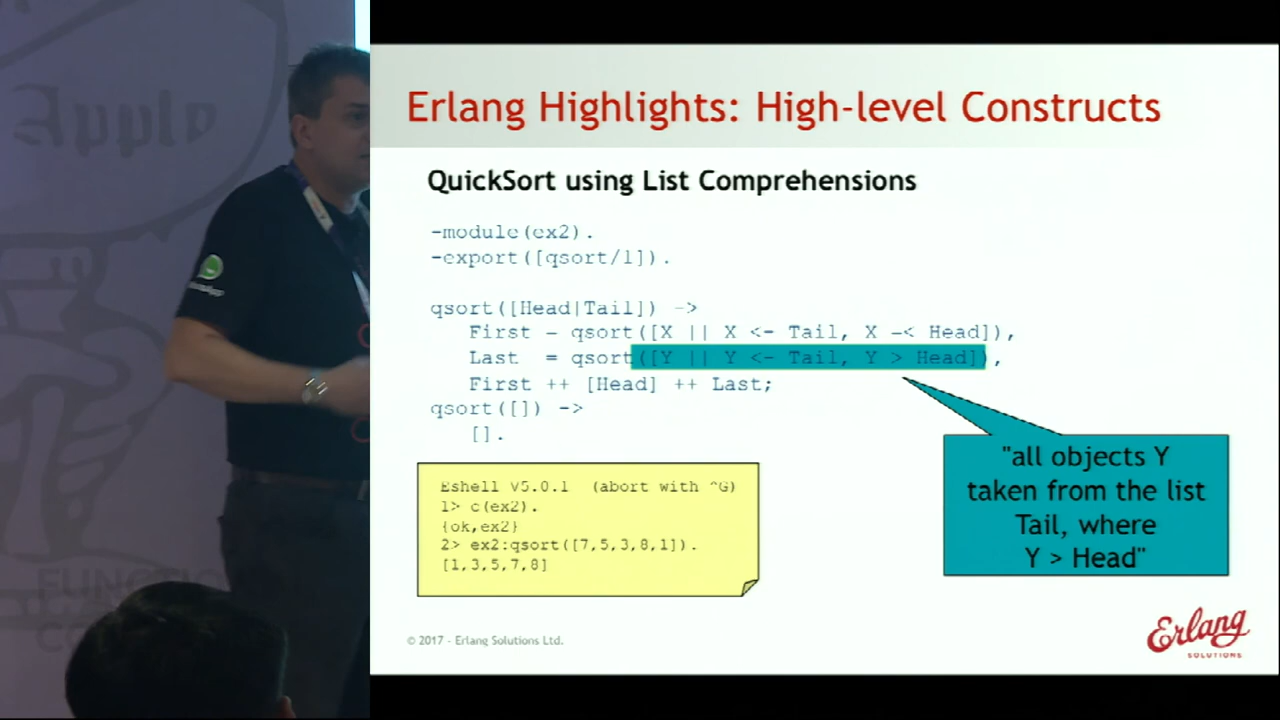 Apply
Erlang Highlights: High-level Constructs
QuickSort using List Comprehensions
-module(ex2).
-export([qsort/1]).
qsort([Head|Tail]) ->
First = qsort([X || X <- Tail, X =< Head]),
Last = qsort([Y || Y <- Tail, Y > Head]),
First ++ [Head] ++ Last;
qsort([]) ->
[].
Eshell V5.0.1 (abort with ^G)
1> c(ex2).
{ok,ex2}
2> ex2:qsort([7,5,3,8,1]).
[1,3,5,7,8]
"all objects Y
taken from the list
Tail, where
Y > Head"
© 2017 - Erlang Solutions Ltd.
Erlang
SOLUTIONS